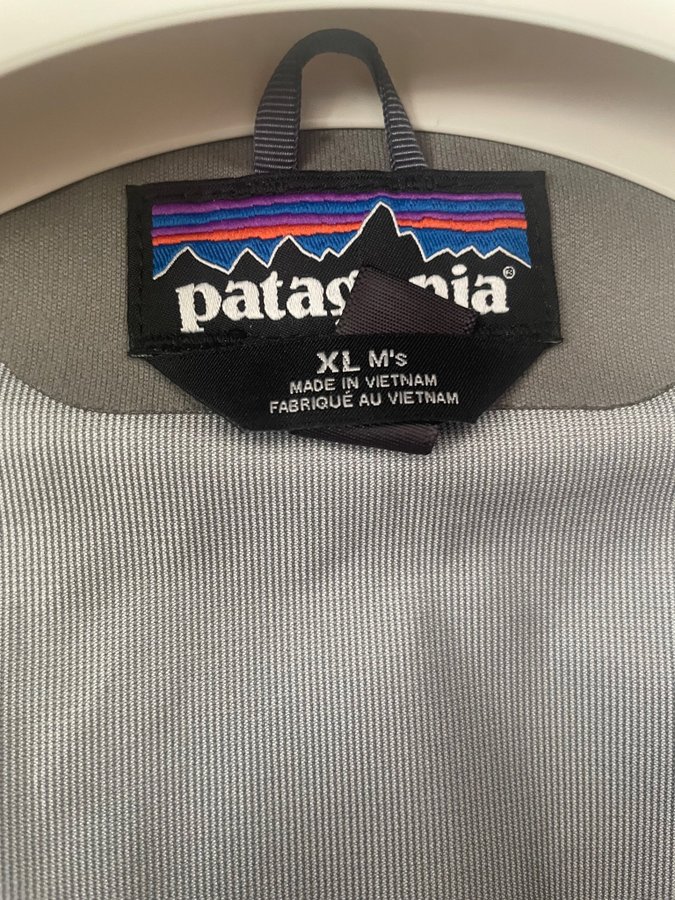 patagonia®
XL M's
MADE IN VIETNAM
FABRIQUÉ AU VIETNAM